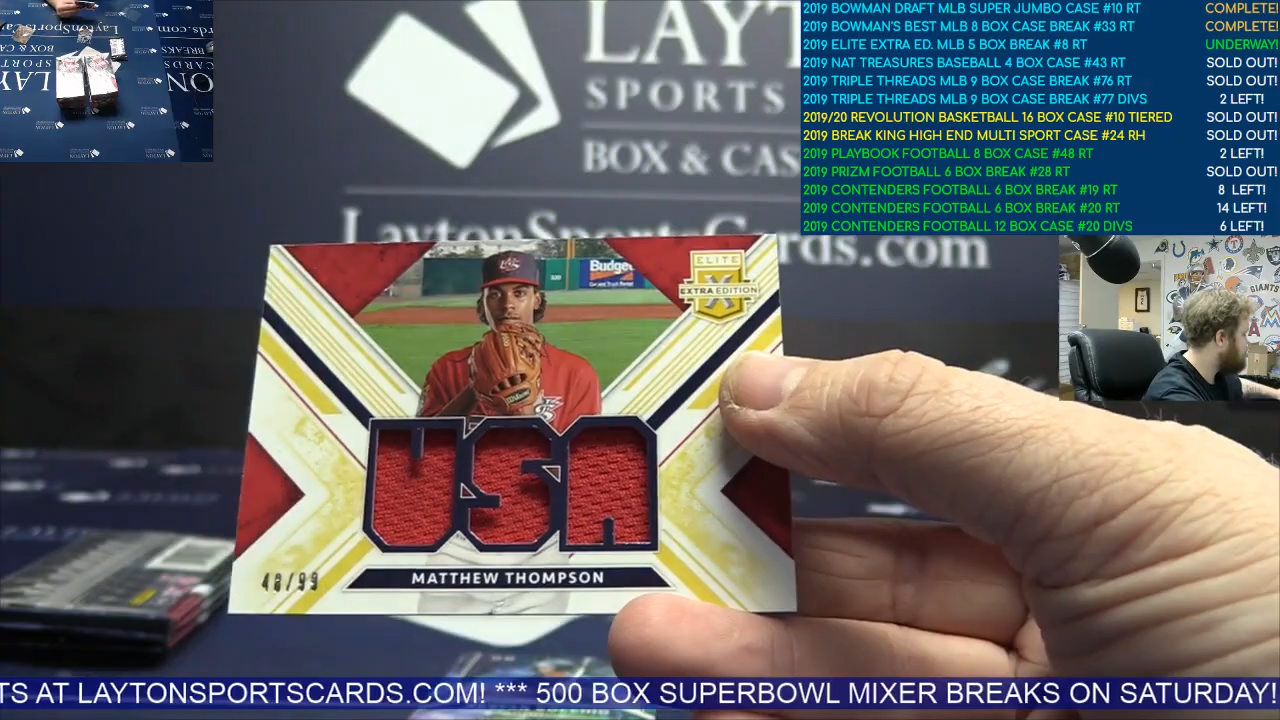 LAYT
SPORTS
BOX & CAS
LaytonSportsCards.com
2019 BOWMAN DRAFT MLB SUPER JUMBO CASE #10 RT COMPLETE!
2019 BOWMAN'S BEST MLB 8 BOX CASE BREAK #33 RT COMPLETE!
2019 ELITE EXTRA ED. MLB 5 BOX BREAK #8 RT UNDERWAY!
2019 NAT TREASURES BASEBALL 4 BOX CASE #43 RT SOLD OUT!
2019 TRIPLE THREADS MLB 9 BOX CASE BREAK #76 RT SOLD OUT!
2019 TRIPLE THREADS MLB 9 BOX CASE BREAK #77 DIVS 2 LEFT!
2019/20 REVOLUTION BASKETBALL 16 BOX CASE #10 TIERED SOLD OUT!
2019 BREAK KING HIGH END MULTI SPORT CASE #24 RH SOLD OUT!
2019 PLAYBOOK FOOTBALL 8 BOX CASE #48 RT 2 LEFT!
2019 PRIZM FOOTBALL 6 BOX BREAK #28 RT SOLD OUT!
2019 CONTENDERS FOOTBALL 6 BOX BREAK #19 RT 8 LEFT!
2019 CONTENDERS FOOTBALL 6 BOX BREAK #20 RT 14 LEFT!
2019 CONTENDERS FOOTBALL 12 BOX CASE #20 DIVS 6 LEFT!
GIANTS
Budget
ELITE
X
EXTRA EDITION
Wilson
USA
48/99
MATTHEW THOMPSON
TS AT LAYTONSPORTSCARDS.COM! *** 500 BOX SUPERBOWL MIXER BREAKS ON SATURDAY!